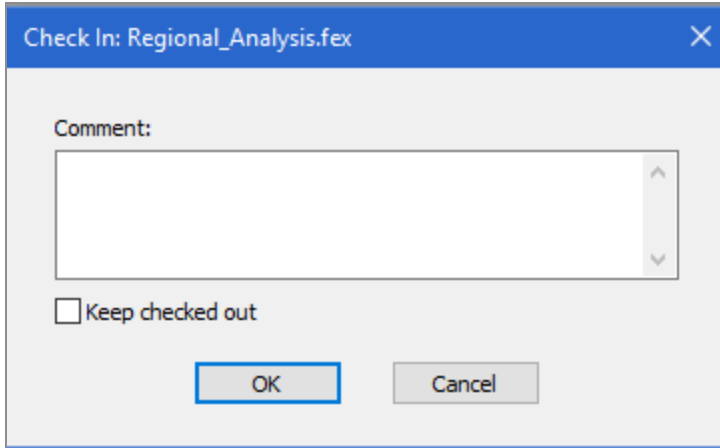 Check In: Regional_Analysis.fex
Comment:
Keep checked out
OK
Cancel